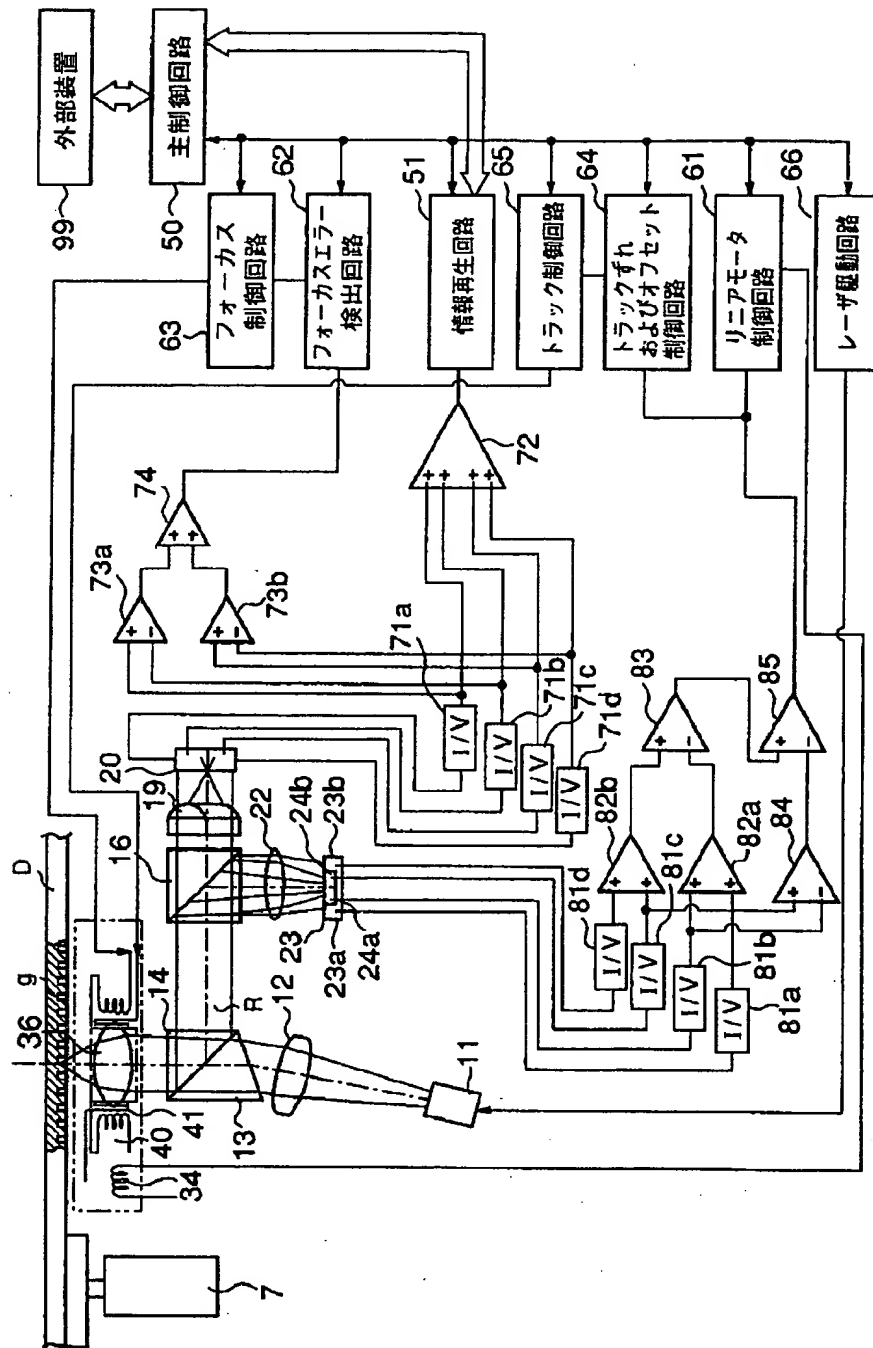 外部装置
99
主制御回路
50
フォーカス
制御回路
63
フォーカスエラー
検出回路
62
情報再生回路
51
トラック制御回路
65
トラックずれ
およびオフセット
制御回路
64
リニアモータ
制御回路
61
レーザ駆動回路
66
74
73a
73b
72
71a
71b
71c
71d
I/V
I/V
I/V
I/V
83
85
82b
82a
84
81d
81c
81b
81a
I/V
I/V
I/V
I/V
20
19
16
22
24b
23b
23
23a
24a
D
g
36
14
R
12
13
11
41
40
34
7